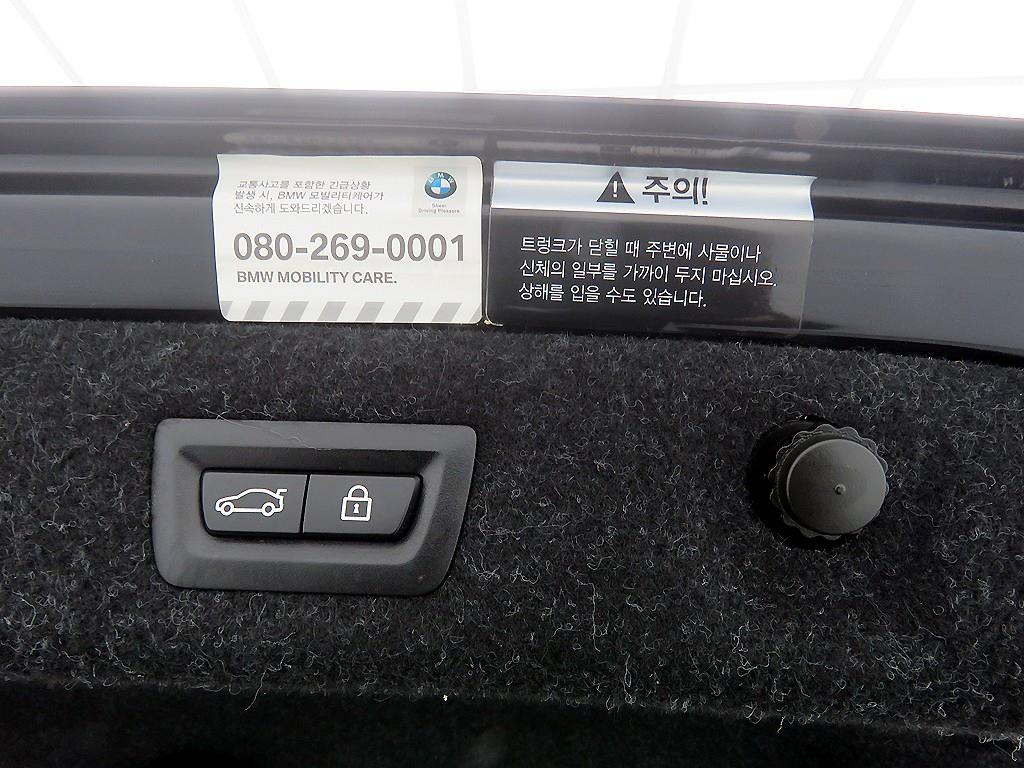 교통사고를 포함한 긴급상황
발생 시, BMW 모빌리티케어가
신속하게 도와드리겠습니다.
BMW
Sheer
Driving Pleasure
080-269-0001
BMW MOBILITY CARE.
주의!
트렁크가 닫힐 때 주변에 사물이나
신체의 일부를 가까이 두지 마십시오.
상해를 입을 수도 있습니다.